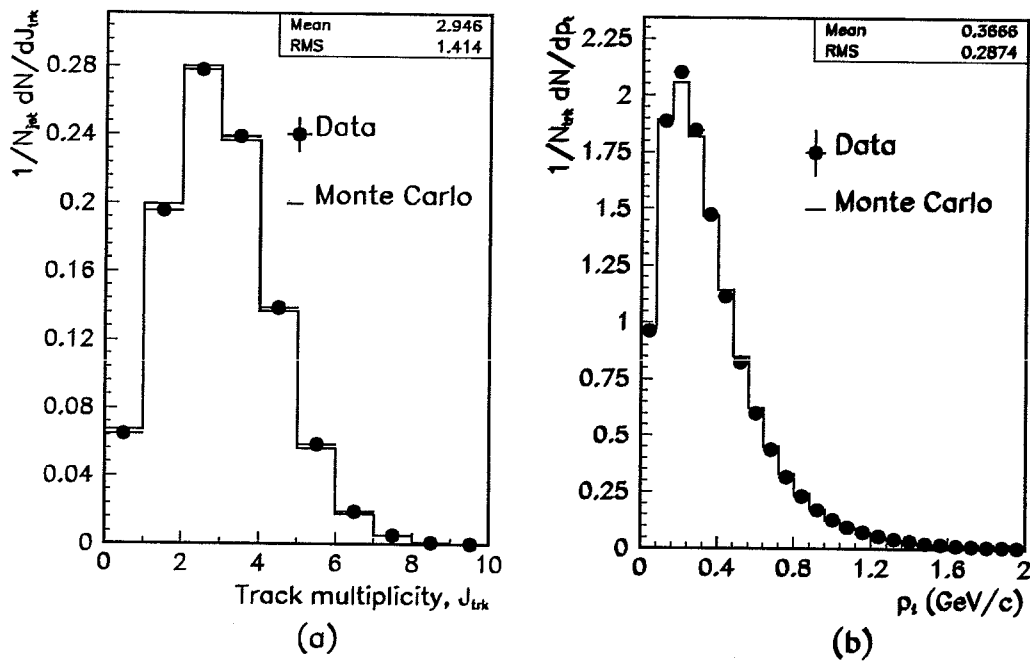 Mean 2.946
RMS 1.414
1/N_jet dN/dJ_trk
0.28
0.24
0.2
0.16
0.12
0.08
0.04
0
Data
Monte Carlo
0 2 4 6 8 10
Track multiplicity, J_trk
(a)
Mean 0.3666
RMS 0.2874
1/N_trk dN/dp_t
2.25
2
1.75
1.5
1.25
1
0.75
0.5
0.25
0
Data
Monte Carlo
0 0.4 0.8 1.2 1.6 2
p_t (GeV/c)
(b)